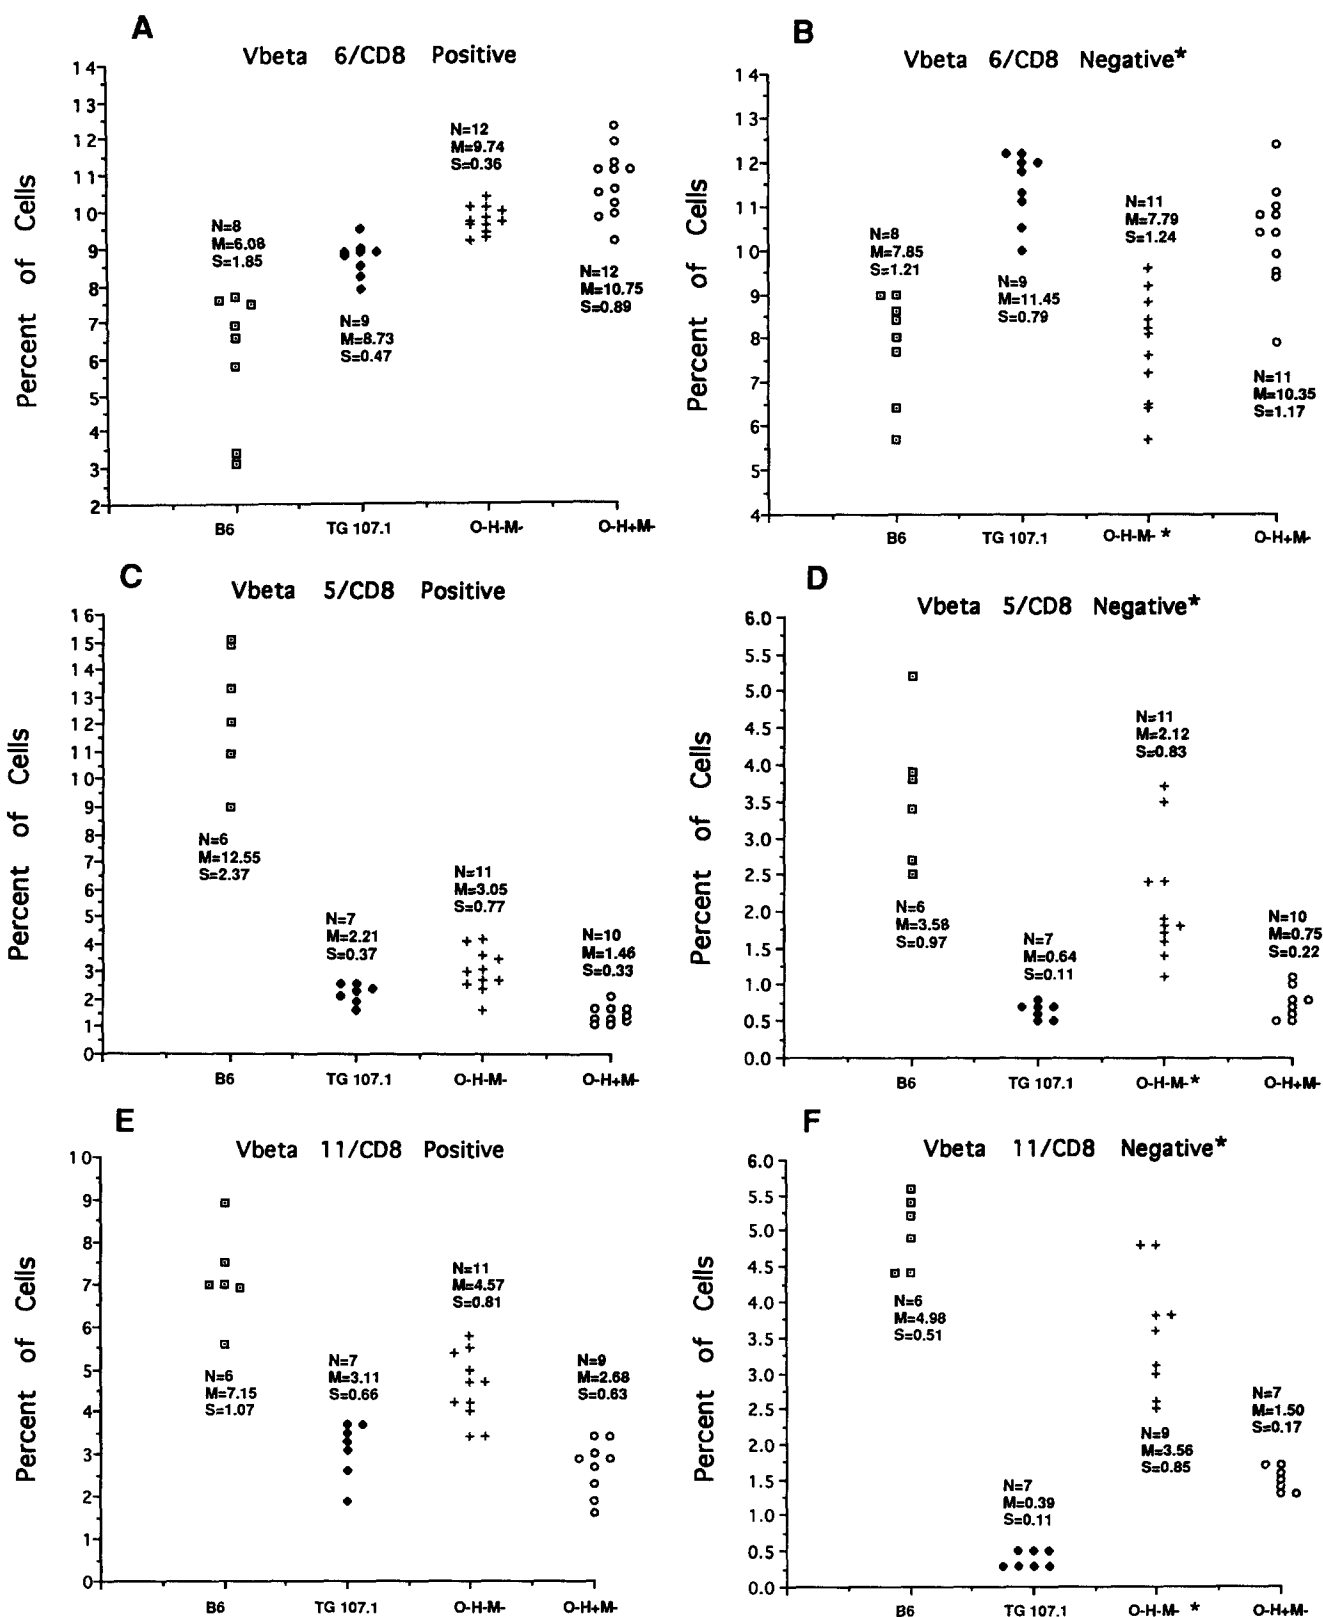 A
Vbeta 6/CD8 Positive
Percent of Cells
14
13
12
11
10
9
8
7
6
5
4
3
2
N=8
M=6.08
S=1.85
N=9
M=8.73
S=0.47
N=12
M=9.74
S=0.36
N=12
M=10.75
S=0.89
B6
TG 107.1
O-H-M-
O-H+M-
B
Vbeta 6/CD8 Negative*
Percent of Cells
14
13
12
11
10
9
8
7
6
5
4
N=8
M=7.85
S=1.21
N=9
M=11.45
S=0.79
N=11
M=7.79
S=1.24
N=11
M=10.35
S=1.17
B6
TG 107.1
O-H-M- *
O-H+M-
C
Vbeta 5/CD8 Positive
Percent of Cells
16
15
14
13
12
11
10
9
8
7
6
5
4
3
2
1
0
N=6
M=12.55
S=2.37
N=7
M=2.21
S=0.37
N=11
M=3.05
S=0.77
N=10
M=1.46
S=0.33
B6
TG 107.1
O-H-M-
O-H+M-
D
Vbeta 5/CD8 Negative*
Percent of Cells
6.0
5.5
5.0
4.5
4.0
3.5
3.0
2.5
2.0
1.5
1.0
0.5
0.0
N=6
M=3.58
S=0.97
N=7
M=0.64
S=0.11
N=11
M=2.12
S=0.83
N=10
M=0.75
S=0.22
B6
TG 107.1
O-H-M- *
O-H+M-
E
Vbeta 11/CD8 Positive
Percent of Cells
10
9
8
7
6
5
4
3
2
1
0
N=6
M=7.15
S=1.07
N=7
M=3.11
S=0.66
N=11
M=4.57
S=0.81
N=9
M=2.68
S=0.63
B6
TG 107.1
O-H-M-
O-H+M-
F
Vbeta 11/CD8 Negative*
Percent of Cells
6.0
5.5
5.0
4.5
4.0
3.5
3.0
2.5
2.0
1.5
1.0
0.5
0.0
N=6
M=4.98
S=0.51
N=7
M=0.39
S=0.11
N=9
M=3.56
S=0.85
N=7
M=1.50
S=0.17
B6
TG 107.1
O-H-M- *
O-H+M-